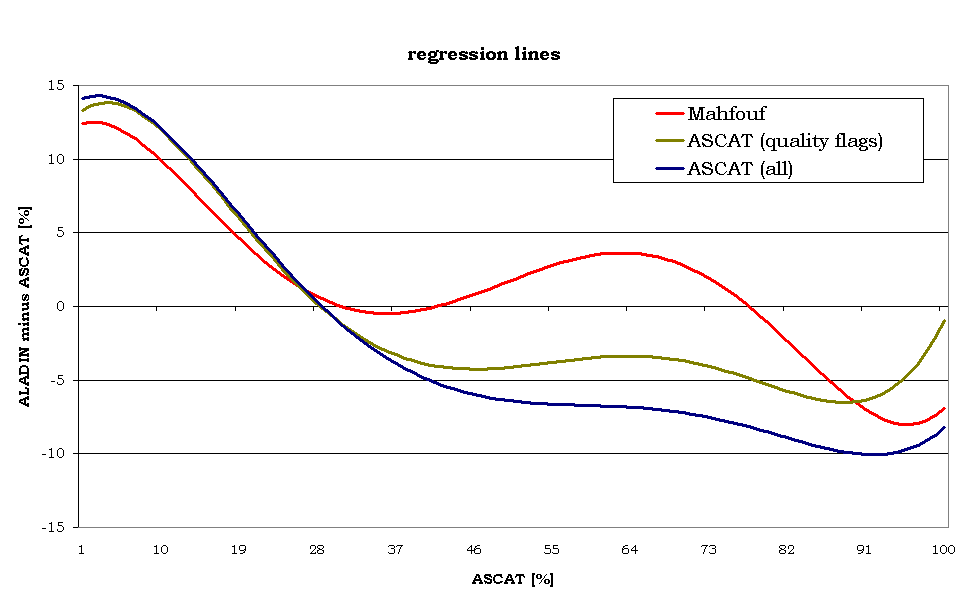 regression lines
Mahfouf
ASCAT (quality flags)
ASCAT (all)
ALADIN minus ASCAT [%]
15
10
5
0
-5
-10
-15
1 10 19 28 37 46 55 64 73 82 91 100
ASCAT [%]